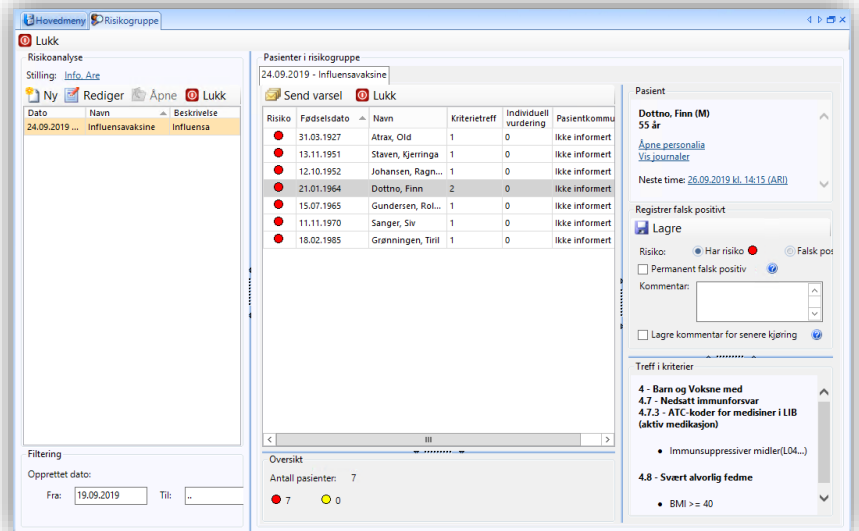 Hovedmeny Risikogruppe
Lukk
Risikoanalyse
Stilling: Info, Are
Ny Rediger Åpne Lukk
Dato Navn Beskrivelse
24.09.2019 ... Influensavaksine Influensa
Filtering
Opprettet dato:
Fra: 19.09.2019 Til: ..
Pasienter i risikogruppe
24.09.2019 - Influensavaksine
Send varsel Lukk
Risiko Fødselsdato Navn Kriterietreff Individuell vurdering Pasientkommu
31.03.1927 Atrax, Old 1 0 Ikke informert
13.11.1951 Staven, Kjerringa 1 0 Ikke informert
12.10.1952 Johansen, Ragn... 1 0 Ikke informert
21.01.1964 Dottno, Finn 2 0 Ikke informert
15.07.1965 Gundersen, Rol... 1 0 Ikke informert
11.11.1970 Sanger, Siv 1 0 Ikke informert
18.02.1985 Grønningen, Tiril 1 0 Ikke informert
Oversikt
Antall pasienter: 7
7 0
Pasient
Dottno, Finn (M)
55 år
Åpne personalia
Vis journaler
Neste time: 26.09.2019 kl. 14:15 (ARI)
Registrer falsk positivt
Lagre
Risiko: Har risiko Falsk pos
Permanent falsk positiv
Kommentar:
Lagre kommentar for senere kjøring
Treff i kriterier
4 - Barn og Voksne med
4.7 - Nedsatt immunforsvar
4.7.3 - ATC-koder for medisiner i LIB
(aktiv medikasjon)
• Immunsuppressiver midler(L04...)
4.8 - Svært alvorlig fedme
• BMI >= 40